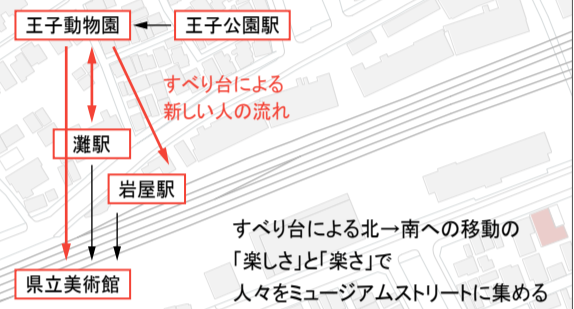 王子動物園
王子公園駅
すべり台による
新しい人の流れ
灘駅
岩屋駅
県立美術館
すべり台による北→南への移動の
「楽しさ」と「楽さ」で
人々をミュージアムストリートに集める